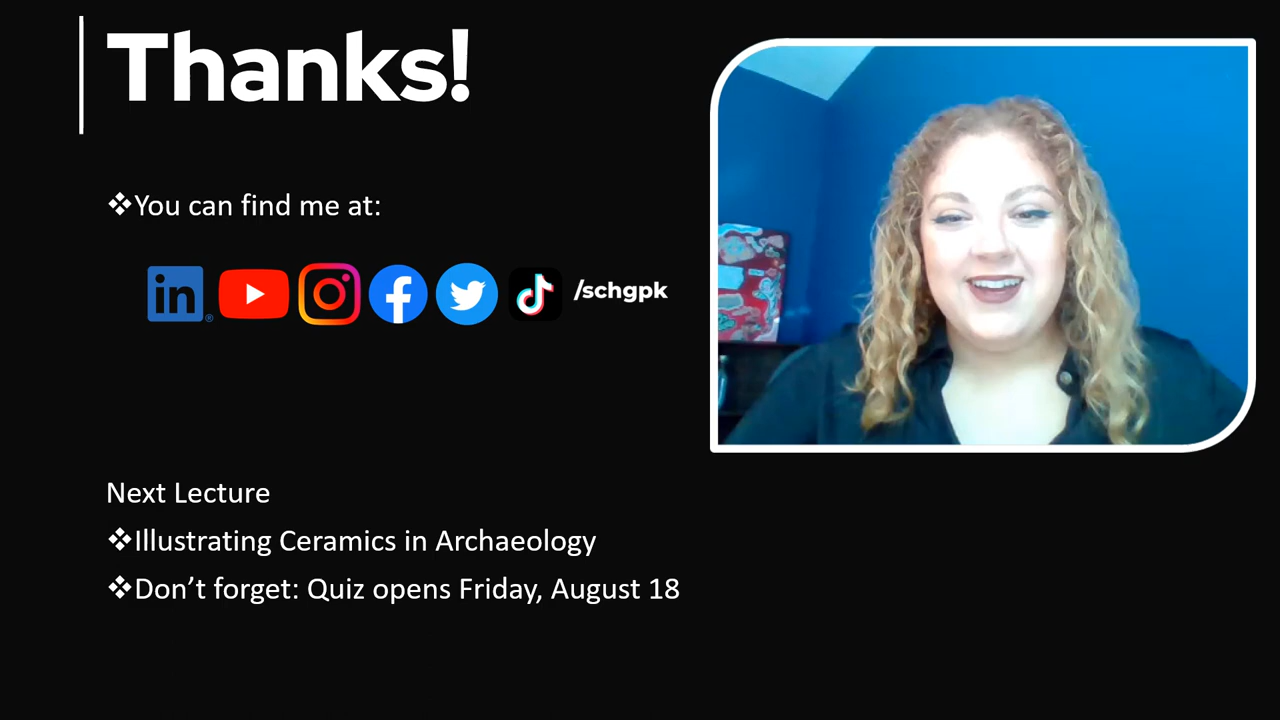 Thanks!
❖You can find me at:
in® /schgpk
Next Lecture
❖Illustrating Ceramics in Archaeology
❖Don’t forget: Quiz opens Friday, August 18